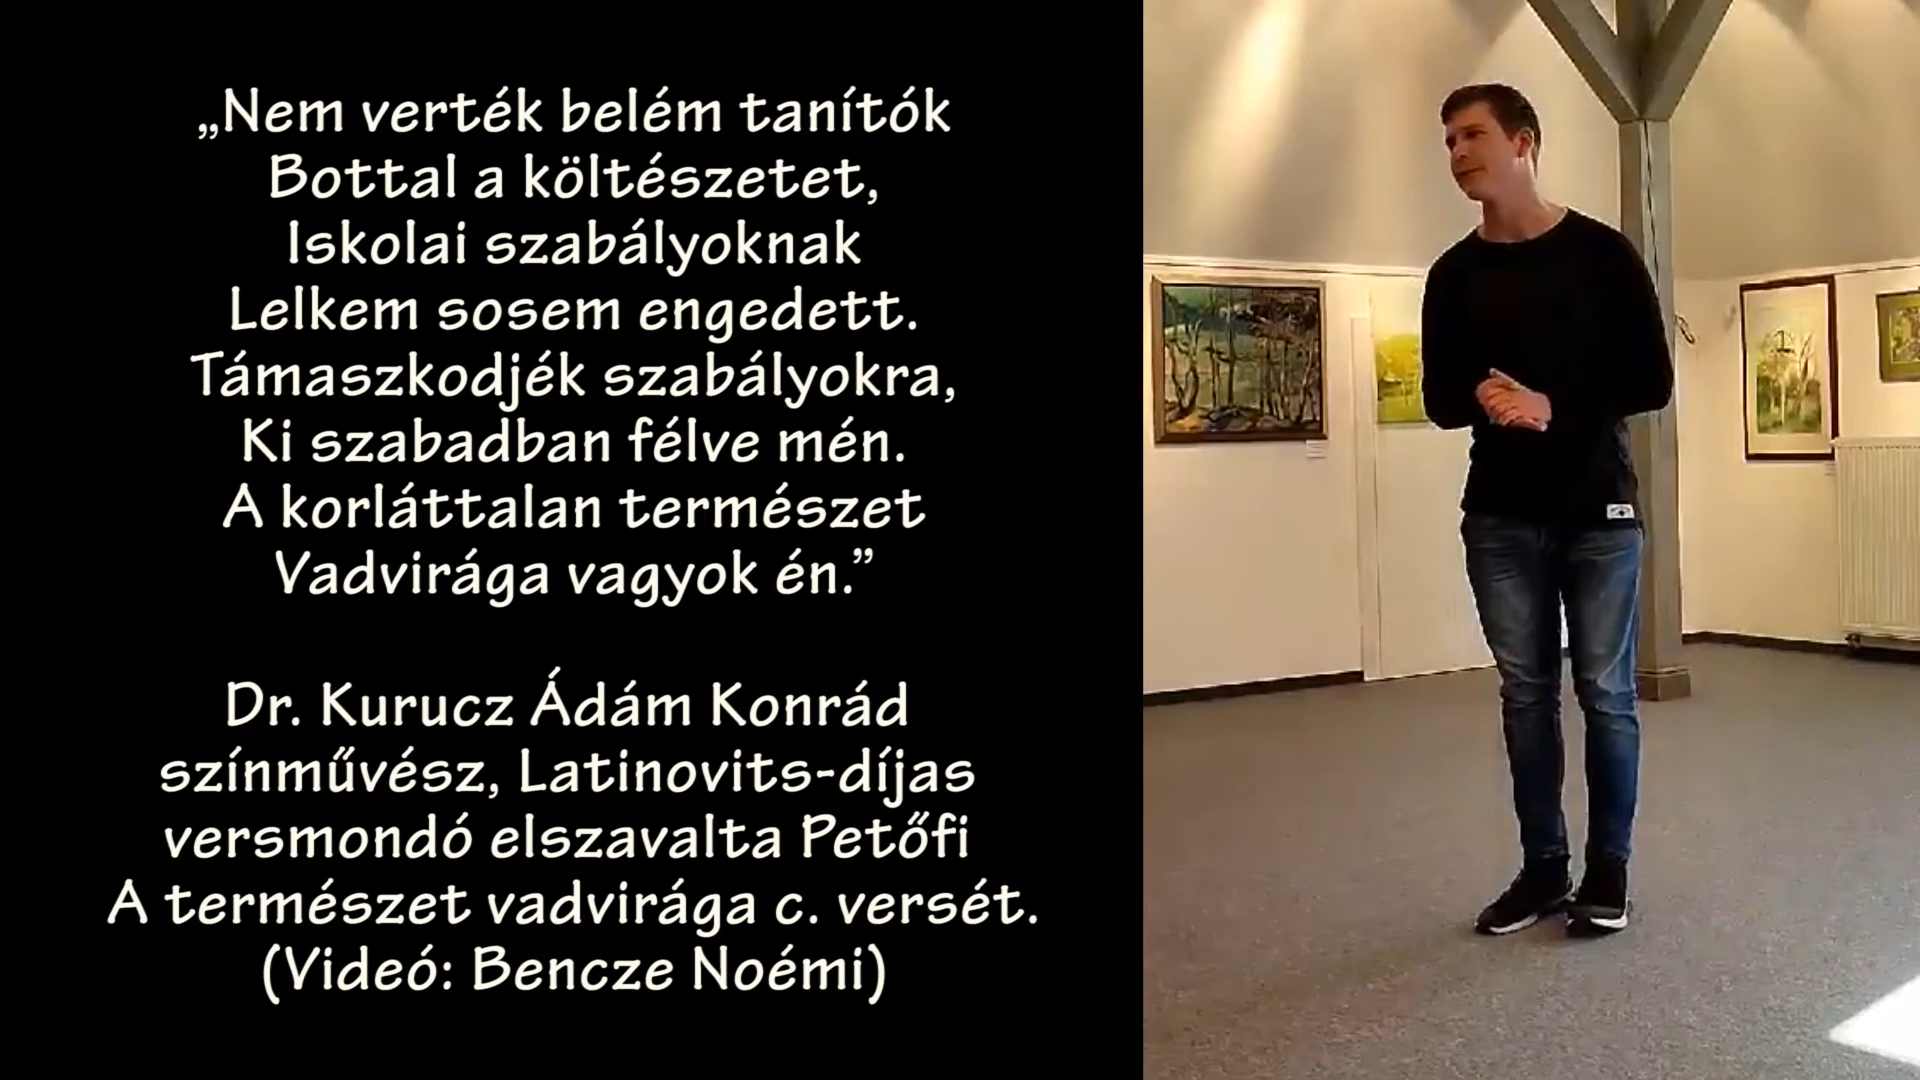 „Nem verték belém tanítók
Bottal a költészetet,
Iskolai szabályoknak
Lelkem sosem engedett.
Támaszkodjék szabályokra,
Ki szabadban félve mén.
A korláttalan természet
Vadvirága vagyok én.”
Dr. Kurucz Ádám Konrád
színművész, Latinovits-díjas
versmondó elszavalta Petőfi
A természet vadvirága c. versét.
(Videó: Bencze Noémi)